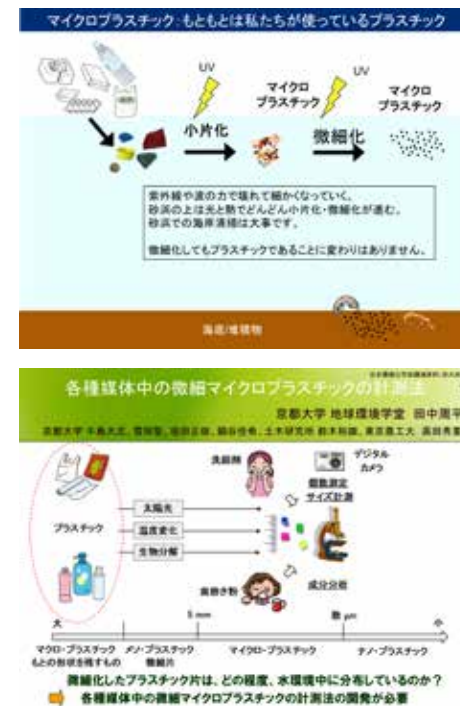 マイクロプラスチック:もともとは私たちが使っているプラスチック
UV
UV
マイクロ
プラスチック
マイクロ
プラスチック
小片化
微細化
紫外線や波の力で壊れて細かくなっていく。
砂浜の上は光と熱でどんどん小片化・微細化が進む。
砂浜での海岸清掃は大事です。
微細化してもプラスチックであることに変わりはありません。
海底/堆積物
各種媒体中の微細マイクロプラスチックの計測法
京都大学 地球環境学堂 田中周平
洗顔剤
デジタル
カメラ
個数測定
サイズ計測
プラスチック
太陽光
温度変化
生物分解
歯磨き粉
成分分析
大
5 mm
数 μm
小
マクロ・プラスチック
もとの形状を残すもの
メソ・プラスチック
微細片
マイクロ・プラスチック
ナノ・プラスチック
微細化したプラスチック片は、どの程度、水環境中に分布しているのか?
各種媒体中の微細マイクロプラスチックの計測法の開発が必要